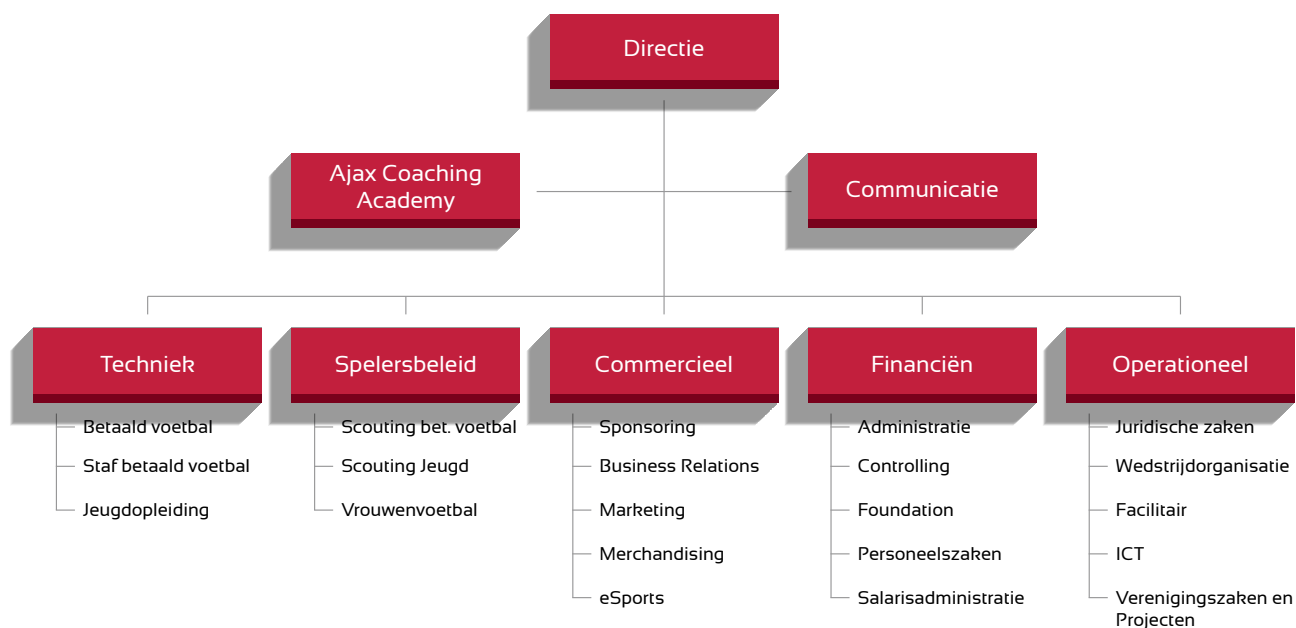 Directie
Ajax Coaching
Academy
Communicatie
Techniek
Spelersbeleid
Commercieel
Financiën
Operationeel
Betaald voetbal
Staf betaald voetbal
Jeugdopleiding
Scouting bet. voetbal
Scouting Jeugd
Vrouwenvoetbal
Sponsoring
Business Relations
Marketing
Merchandising
eSports
Administratie
Controlling
Foundation
Personeelszaken
Salarisadministratie
Juridische zaken
Wedstrijdorganisatie
Facilitair
ICT
Verenigingszaken en
Projecten